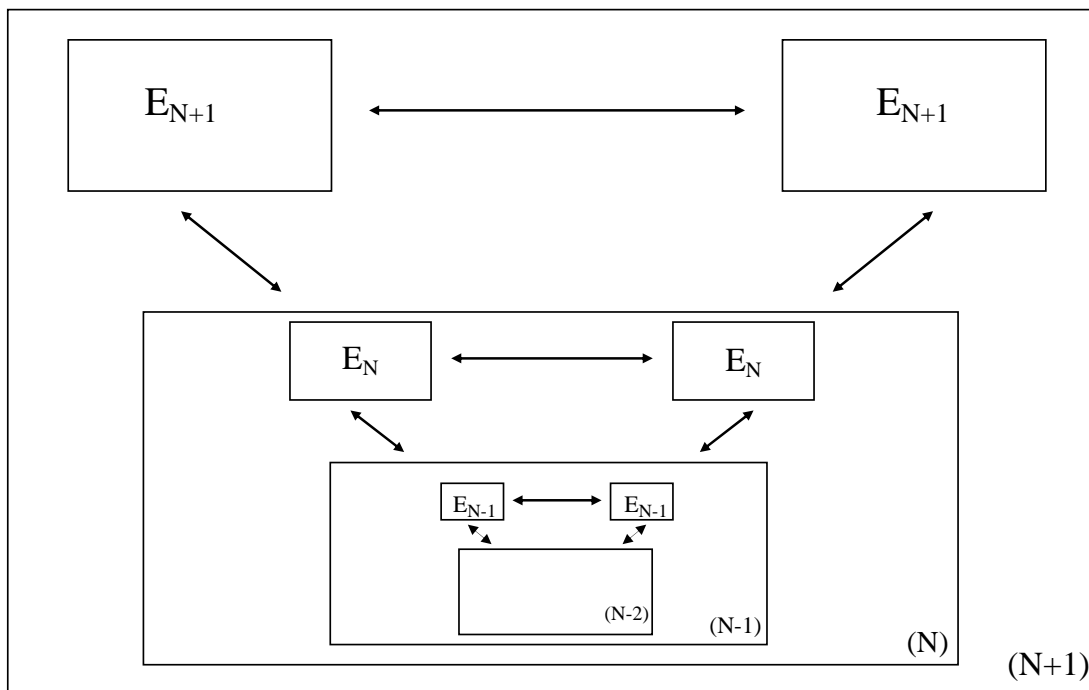 E_{N+1}
E_{N+1}
E_N
E_N
E_{N-1}
E_{N-1}
(N-2)
(N-1)
(N)
(N+1)